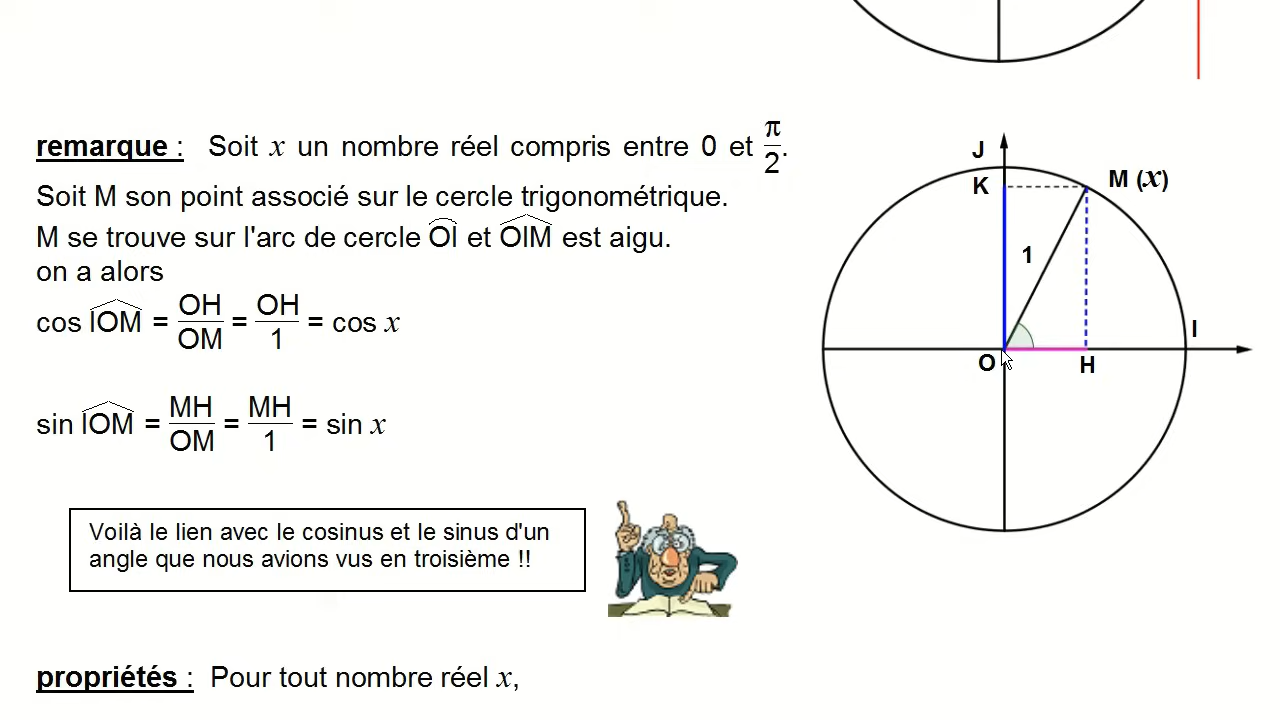 remarque : Soit x un nombre réel compris entre 0 et π/2.
Soit M son point associé sur le cercle trigonométrique.
M se trouve sur l'arc de cercle OI et OIM est aigu.
on a alors
cos IOM = OH/OM = OH/1 = cos x
sin IOM = MH/OM = MH/1 = sin x
Voilà le lien avec le cosinus et le sinus d'un
angle que nous avions vus en troisième !!
propriétés : Pour tout nombre réel x,
J
K
M (x)
1
I
O
H